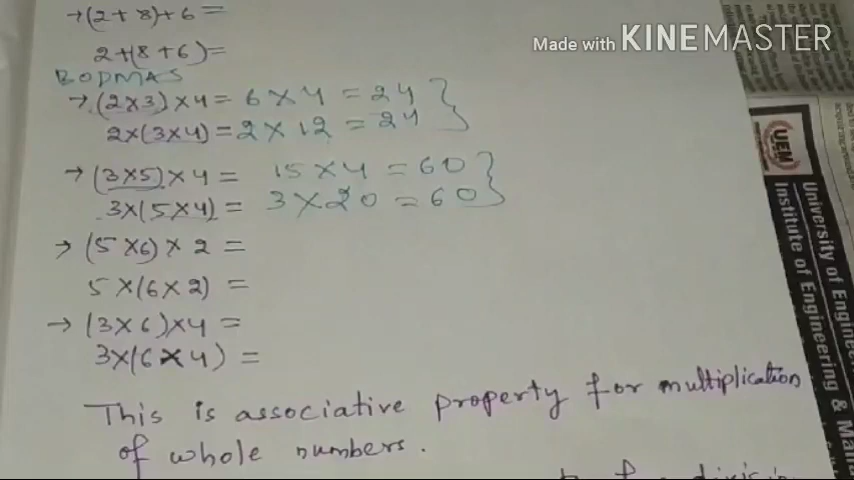 →(2+8)+6=
2+(8+6)=
Made with KINEMASTER
BODMAS
→(2×3)×4=6×4=24
2×(3×4)=2×12=24
→(3×5)×4= 15×4=60
3×(5×4)= 3×20=60
→(5×6)×2=
5×(6×2)=
→(3×6)×4=
3×(6×4)=
This is associative property for multiplication
of whole numbers.
UEM
University of Engineer
Institute of Engineering & Mana